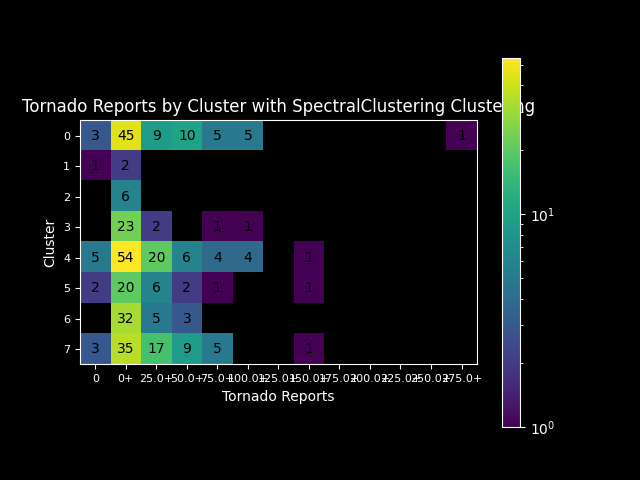 Tornado Reports by Cluster with SpectralClustering Clustering
0 3 45 9 10 5 5 1
1 1 2
2 6
3 23 2 1 1
4 5 54 20 6 4 4 1
5 2 20 6 2 1 1
6 32 5 3
7 3 35 17 9 5 1
Cluster
0 0+ 25.0+ 50.0+ 75.0+ 100.0+ 125.0+ 150.0+ 175.0+ 200.0+ 225.0+ 250.0+ 275.0+
Tornado Reports
10¹
10⁰